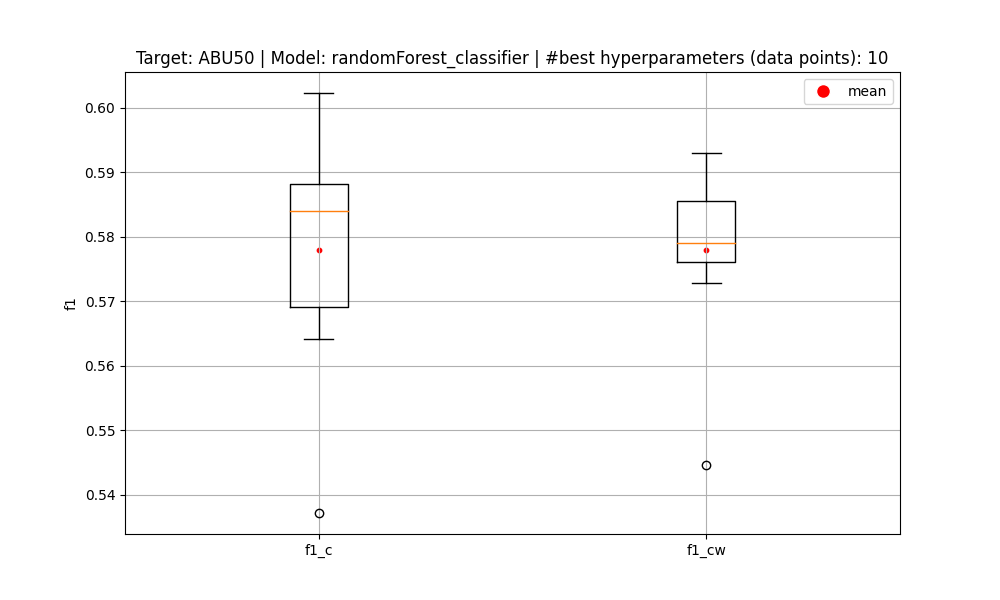 Target: ABU50 | Model: randomForest_classifier | #best hyperparameters (data points): 10
mean
0.60
0.59
0.58
0.57
0.56
0.55
0.54
f1
f1_c
f1_cw